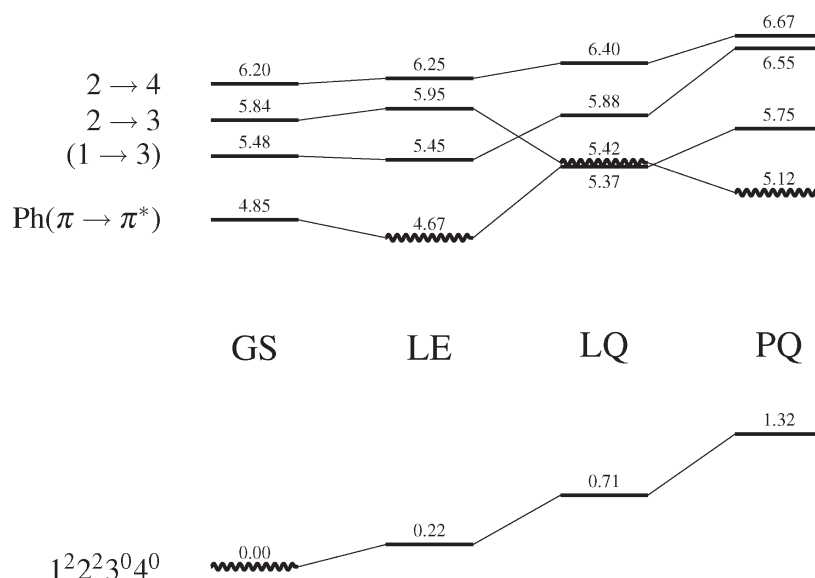 6.67
6.20 6.25 6.40
2 → 4 6.55
5.84 5.95 5.88
2 → 3 5.75
5.48 5.45 5.42
(1 → 3) 5.37
5.12
4.85 4.67
Ph(π → π*)
GS LE LQ PQ
1.32
0.71
0.22
0.00
1²2²3⁰4⁰